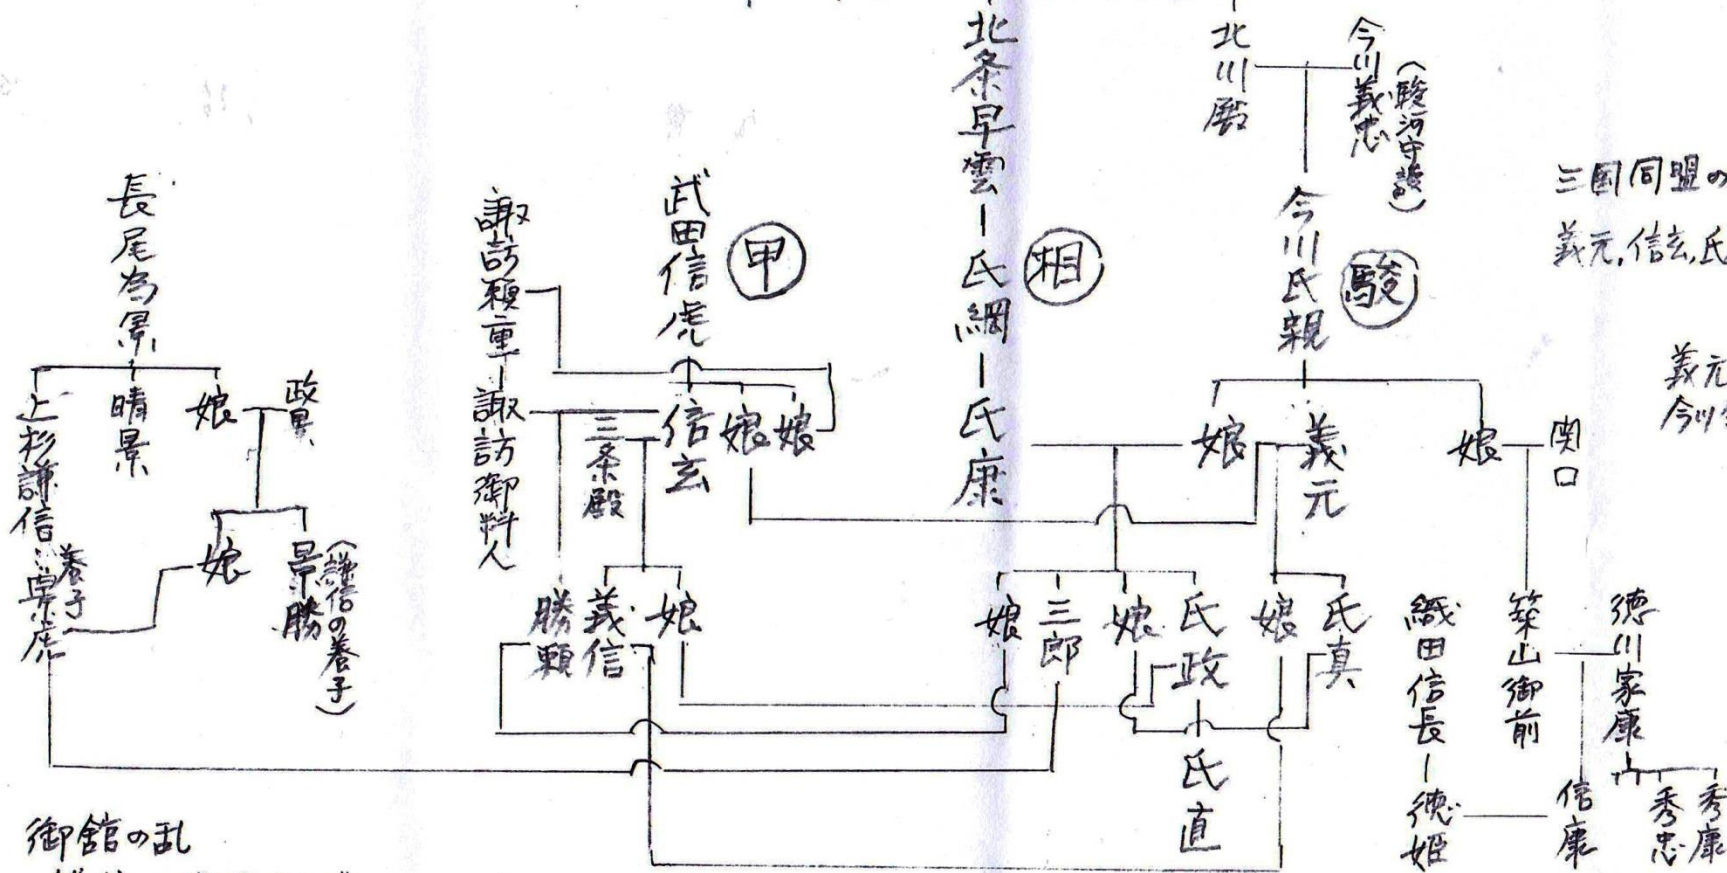 三国同盟の
義元、信玄、氏
義元
今川
北川殿
今川義忠
(駿河守護)
今川氏親
駿
娘
義元
娘
関口
娘
氏真
築山御前
徳川家康
織田信長
徳姫
信康
秀忠
秀康
北条早雲
氏綱
氏康
相
娘
三郎
娘
氏政
氏直
武田信虎
甲
諏訪頼重
諏訪御料人
三条殿
信玄
娘
娘
勝頼
義信
娘
長尾為景
上杉謙信
晴景
娘
政景
養子
景虎
娘
景勝
(謙信の養子)
御館の乱